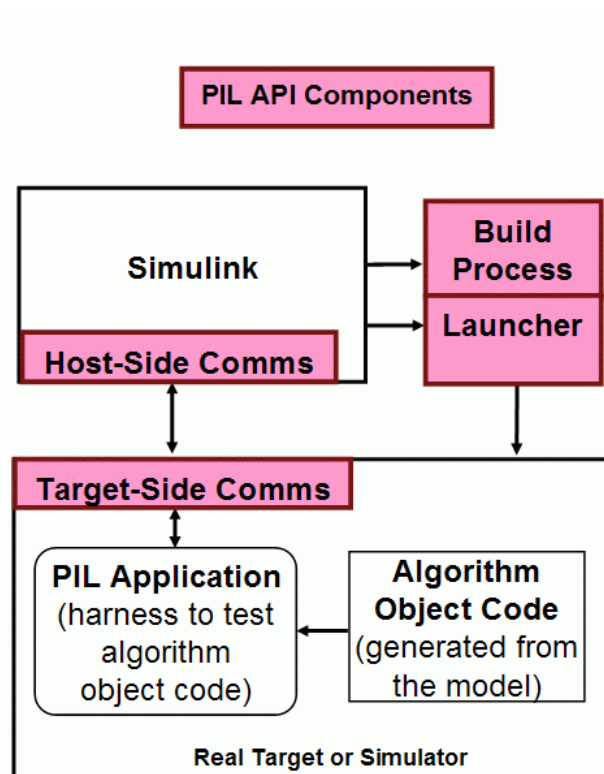 PIL API Components
Simulink
Build
Process
Launcher
Host-Side Comms
Target-Side Comms
PIL Application
(harness to test
algorithm
object code)
Algorithm
Object Code
(generated from
the model)
Real Target or Simulator